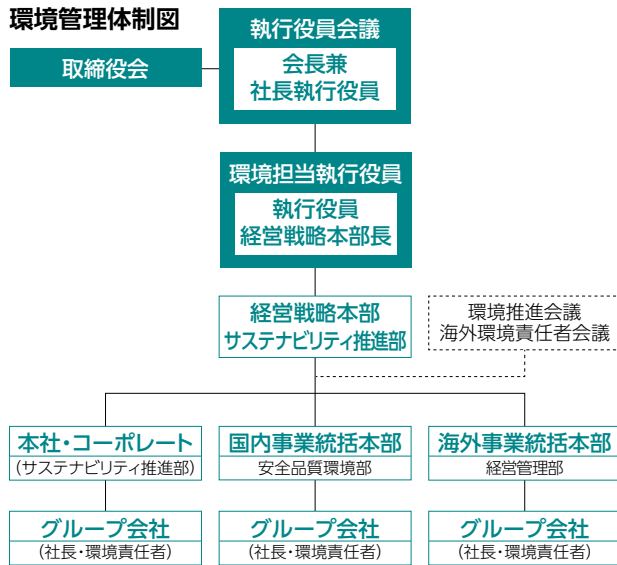 環境管理体制図
取締役会
執行役員会議
会長兼
社長執行役員
環境担当執行役員
執行役員
経営戦略本部長
経営戦略本部
サステナビリティ推進部
環境推進会議
海外環境責任者会議
本社・コーポレート
(サステナビリティ推進部)
国内事業統括本部
安全品質環境部
海外事業統括本部
経営管理部
グループ会社
(社長・環境責任者)
グループ会社
(社長・環境責任者)
グループ会社
(社長・環境責任者)